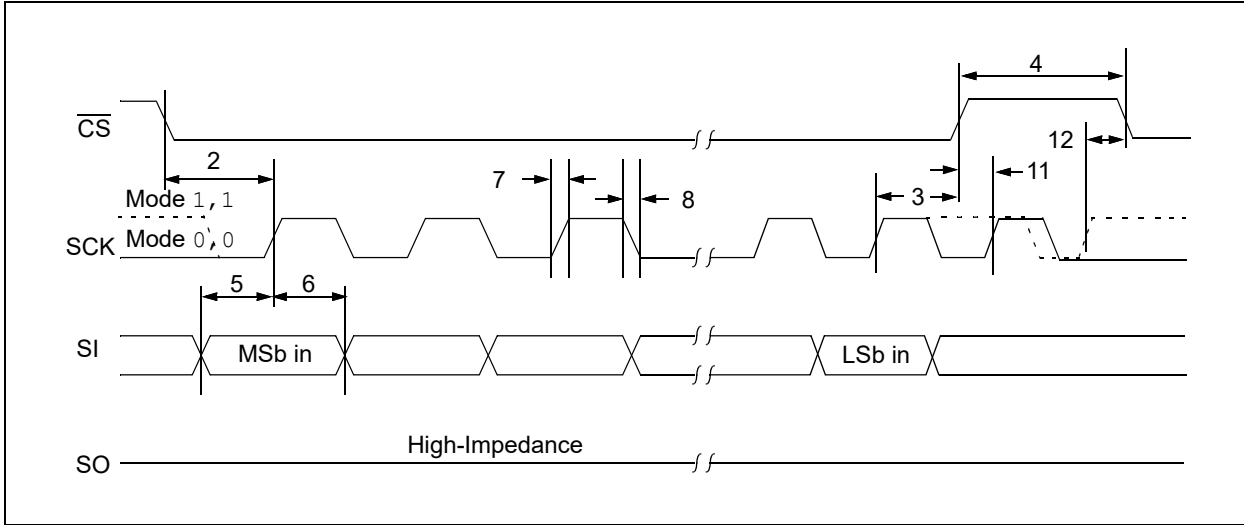 4
CS
12
2
7
8
3
11
Mode 1,1
SCK
Mode 0,0
5
6
SI
MSb in
LSb in
High-Impedance
SO